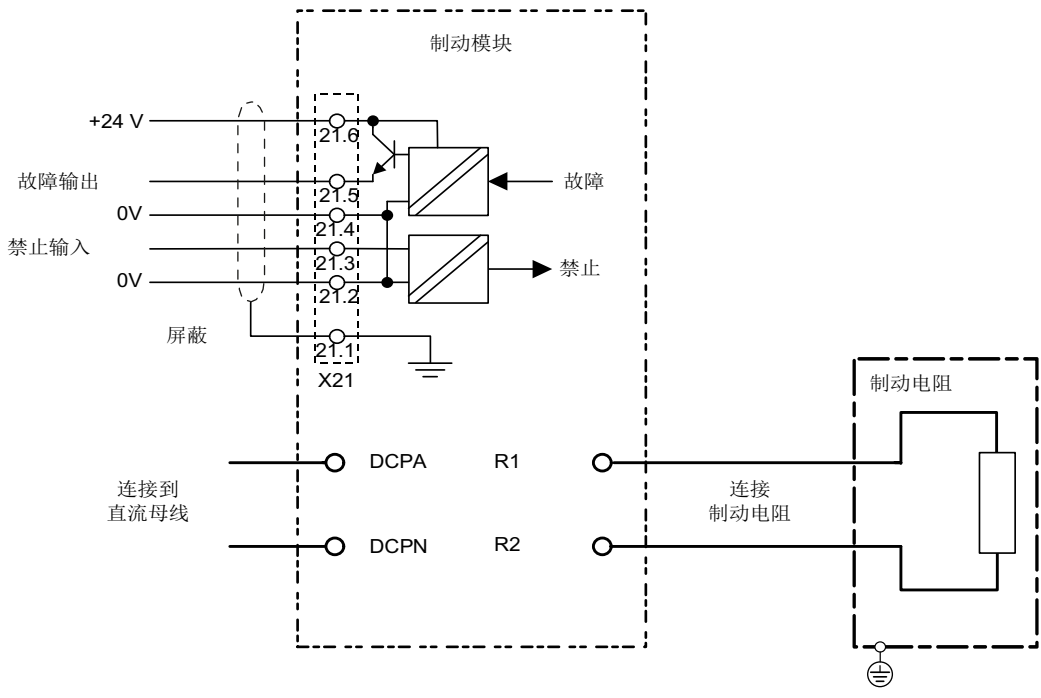 制动模块
+24 V
21.6
故障输出
21.5
故障
0V
21.4
禁止输入
21.3
禁止
0V
21.2
屏蔽
21.1
X21
制动电阻
DCPA
R1
连接到
直流母线
连接
制动电阻
DCPN
R2